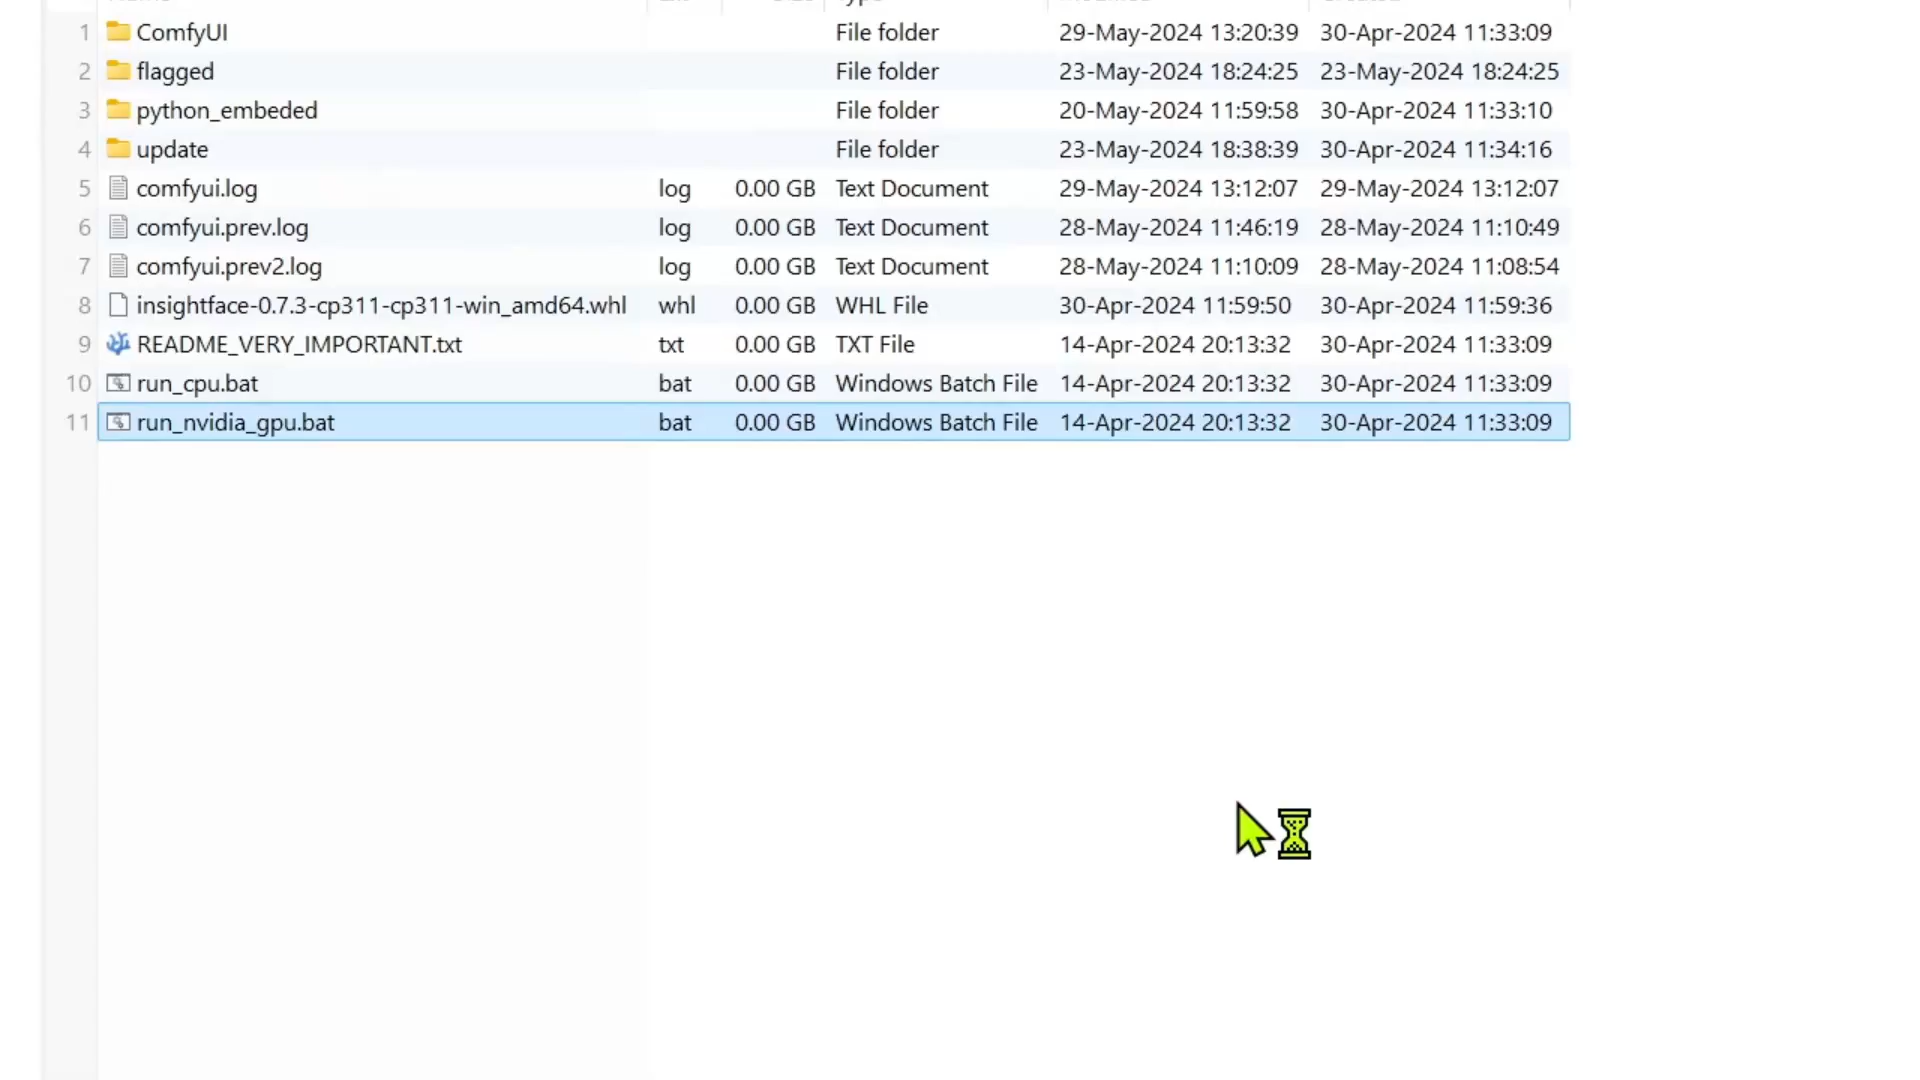 1 ComfyUI File folder 29-May-2024 13:20:39 30-Apr-2024 11:33:09
2 flagged File folder 23-May-2024 18:24:25 23-May-2024 18:24:25
3 python_embeded File folder 20-May-2024 11:59:58 30-Apr-2024 11:33:10
4 update File folder 23-May-2024 18:38:39 30-Apr-2024 11:34:16
5 comfyui.log log 0.00 GB Text Document 29-May-2024 13:12:07 29-May-2024 13:12:07
6 comfyui.prev.log log 0.00 GB Text Document 28-May-2024 11:46:19 28-May-2024 11:10:49
7 comfyui.prev2.log log 0.00 GB Text Document 28-May-2024 11:10:09 28-May-2024 11:08:54
8 insightface-0.7.3-cp311-cp311-win_amd64.whl whl 0.00 GB WHL File 30-Apr-2024 11:59:50 30-Apr-2024 11:59:36
9 README_VERY_IMPORTANT.txt txt 0.00 GB TXT File 14-Apr-2024 20:13:32 30-Apr-2024 11:33:09
10 run_cpu.bat bat 0.00 GB Windows Batch File 14-Apr-2024 20:13:32 30-Apr-2024 11:33:09
11 run_nvidia_gpu.bat bat 0.00 GB Windows Batch File 14-Apr-2024 20:13:32 30-Apr-2024 11:33:09